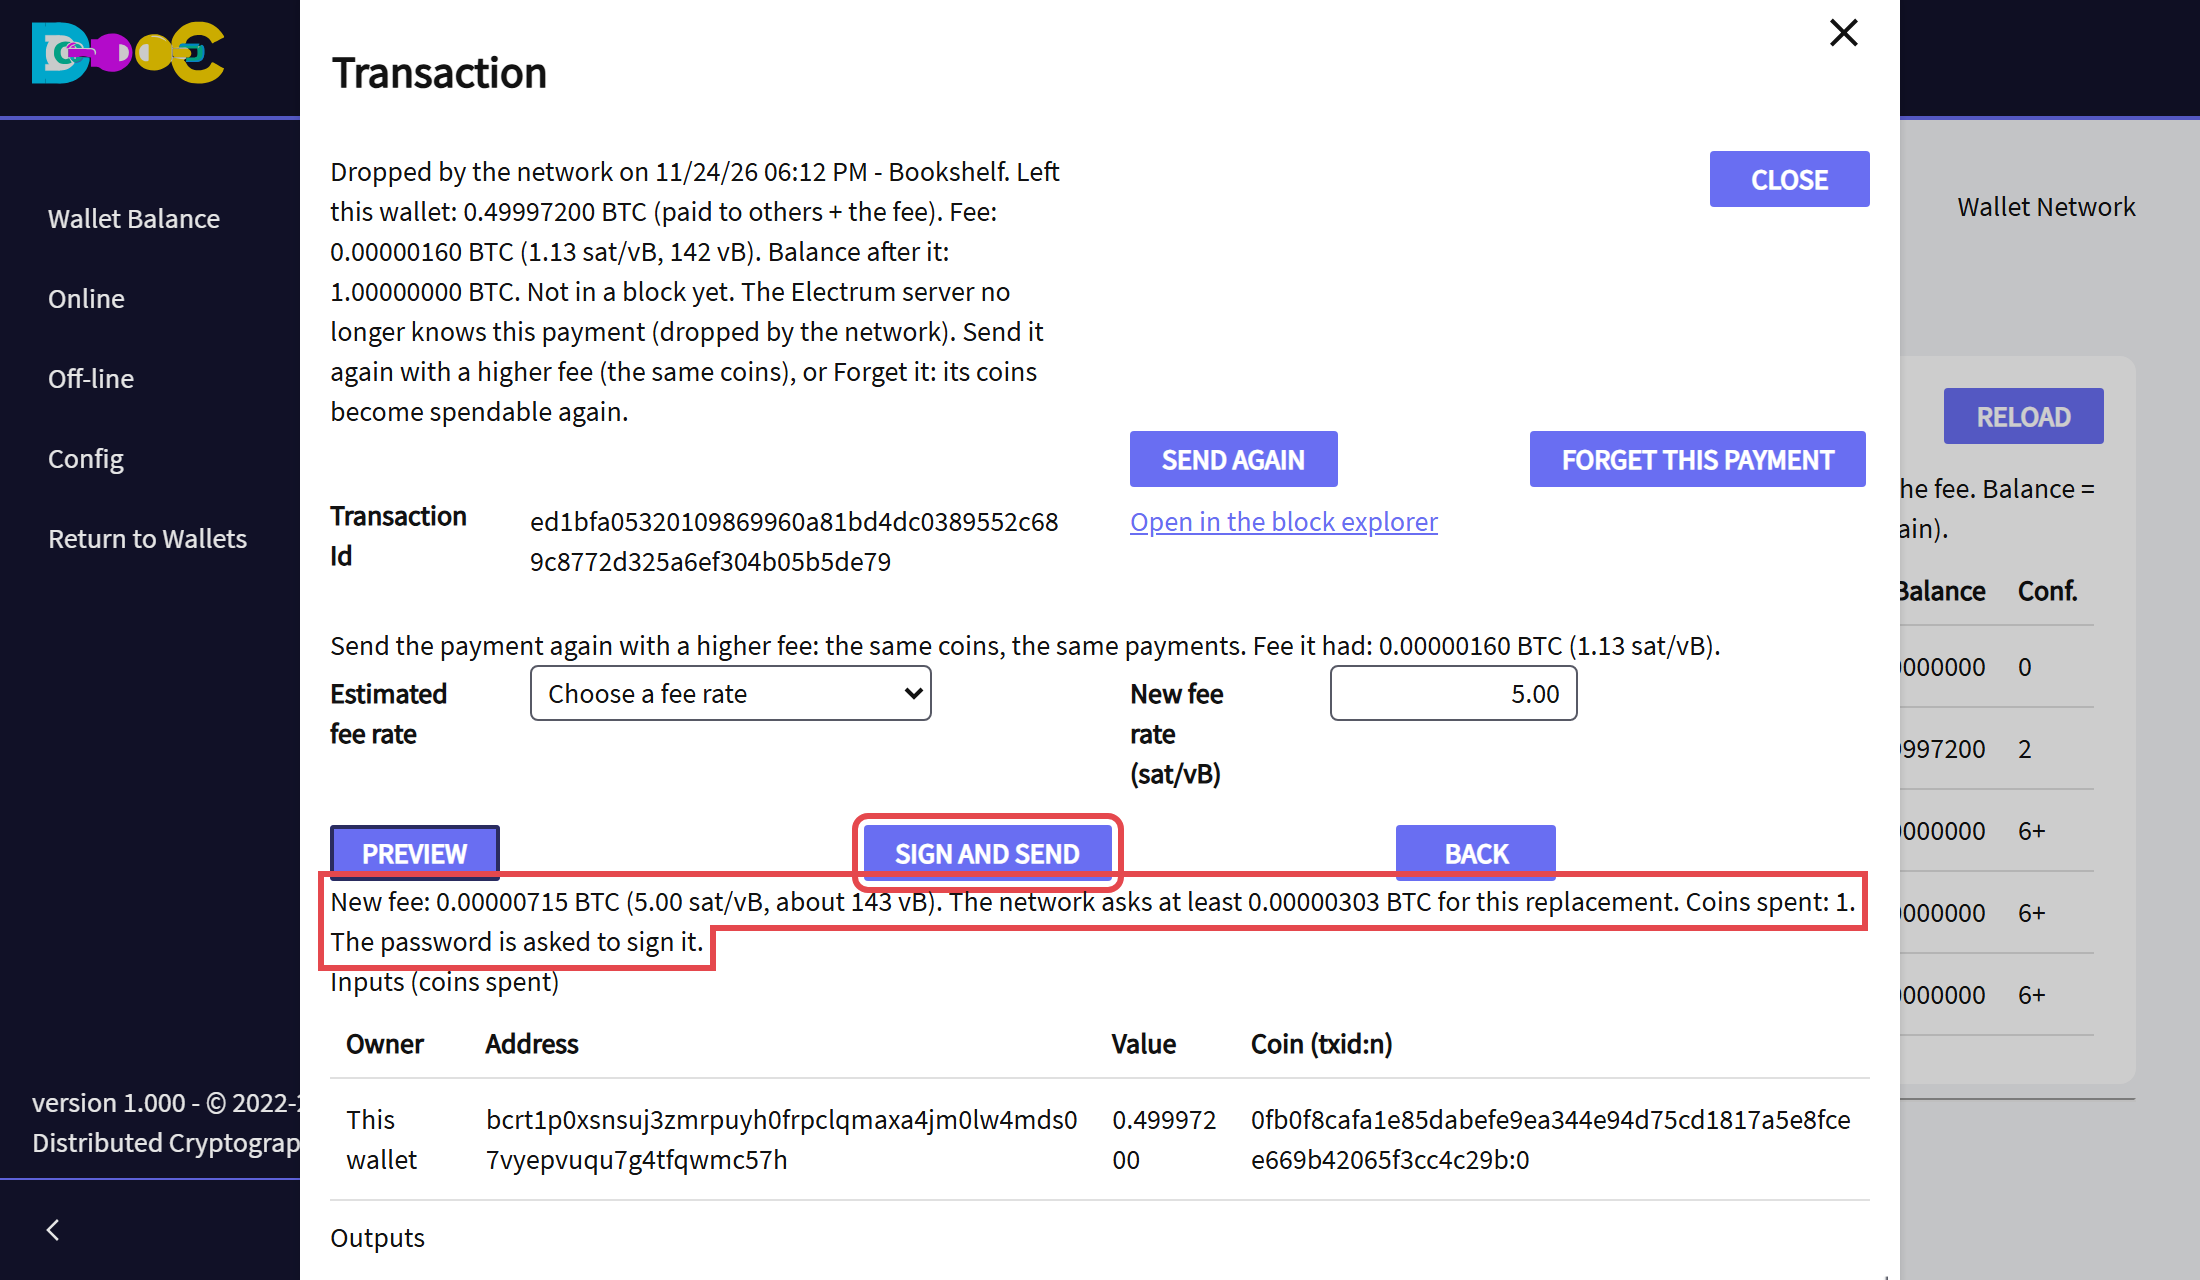 Transaction
Dropped by the network on 11/24/26 06:12 PM - Bookshelf. Left
this wallet: 0.49997200 BTC (paid to others + the fee). Fee:
0.00000160 BTC (1.13 sat/vB, 142 vB). Balance after it:
1.00000000 BTC. Not in a block yet. The Electrum server no
longer knows this payment (dropped by the network). Send it
again with a higher fee (the same coins), or Forget it: its coins
become spendable again.
CLOSE
SEND AGAIN
FORGET THIS PAYMENT
Transaction
Id
ed1bfa05320109869960a81bd4dc0389552c68
9c8772d325a6ef304b05b5de79
Open in the block explorer
Send the payment again with a higher fee: the same coins, the same payments. Fee it had: 0.00000160 BTC (1.13 sat/vB).
Estimated
fee rate
Choose a fee rate
New fee
rate
(sat/vB)
5.00
PREVIEW
SIGN AND SEND
BACK
New fee: 0.00000715 BTC (5.00 sat/vB, about 143 vB). The network asks at least 0.00000303 BTC for this replacement. Coins spent: 1.
The password is asked to sign it.
Inputs (coins spent)
Owner Address Value Coin (txid:n)
This bcrt1p0xsnsuj3zmrpuyh0frpclqmaxa4jm0lw4mds0 0.499972 0fb0f8cafa1e85dabefe9ea344e94d75cd1817a5e8fce
wallet 7vyepvuqu7g4tfqwmc57h 00 e669b42065f3cc4c29b:0
Outputs
Wallet Balance
Online
Off-line
Config
Return to Wallets
version 1.000 - © 2022-
Distributed Cryptograp
Wallet Network
RELOAD
he fee. Balance =
ain).
Balance Conf.
000000 0
997200 2
000000 6+
000000 6+
000000 6+